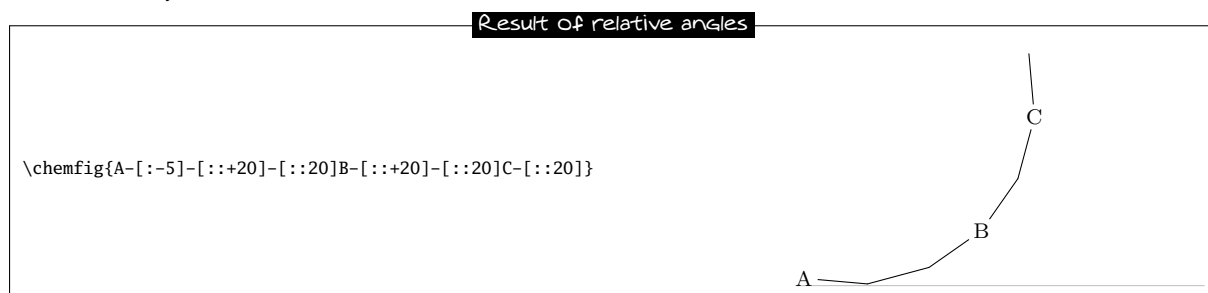 Result of relative angles
\chemfig{A-[:-5]-[::+20]-[::20]B-[::+20]-[::20]C-[::20]}
C
B
A